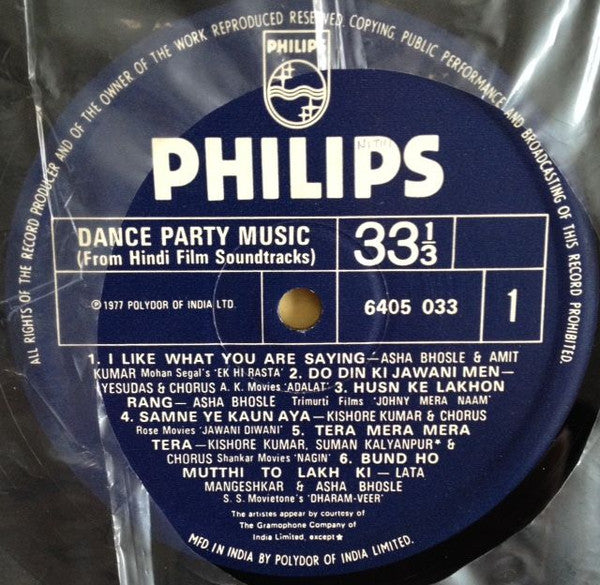 ALL RIGHTS OF THE RECORD PRODUCER AND OF THE OWNER OF THE WORK REPRODUCED RESERVED. COPYING, PUBLIC PERFORMANCE AND BROADCASTING OF THIS RECORD PROHIBITED.
PHILIPS
PHILIPS
DANCE PARTY MUSIC
(From Hindi Film Soundtracks)
33⅓
℗ 1977 POLYDOR OF INDIA LTD.
6405 033
1
1. I LIKE WHAT YOU ARE SAYING—ASHA BHOSLE & AMIT
KUMAR Mohan Segal's 'EK HI RASTA' 2. DO DIN KI JAWANI MEN—
YESUDAS & CHORUS A. K. Movies 'ADALAT' 3. HUSN KE LAKHON
RANG— ASHA BHOSLE Trimurti Films 'JOHNY MERA NAAM'
4. SAMNE YE KAUN AYA—KISHORE KUMAR & CHORUS
Rose Movies 'JAWANI DIWANI' 5. TERA MERA MERA
TERA—KISHORE KUMAR, SUMAN KALYANPUR* &
CHORUS Shankar Movies 'NAGIN' 6. BUND HO
MUTTHI TO LAKH KI—LATA
MANGESHKAR & ASHA BHOSLE
S. S. Movietone's 'DHARAM-VEER'
The artistes appear by courtesy of
The Gramophone Company of
India Limited, except★
MFD. IN INDIA BY POLYDOR OF INDIA LIMITED.